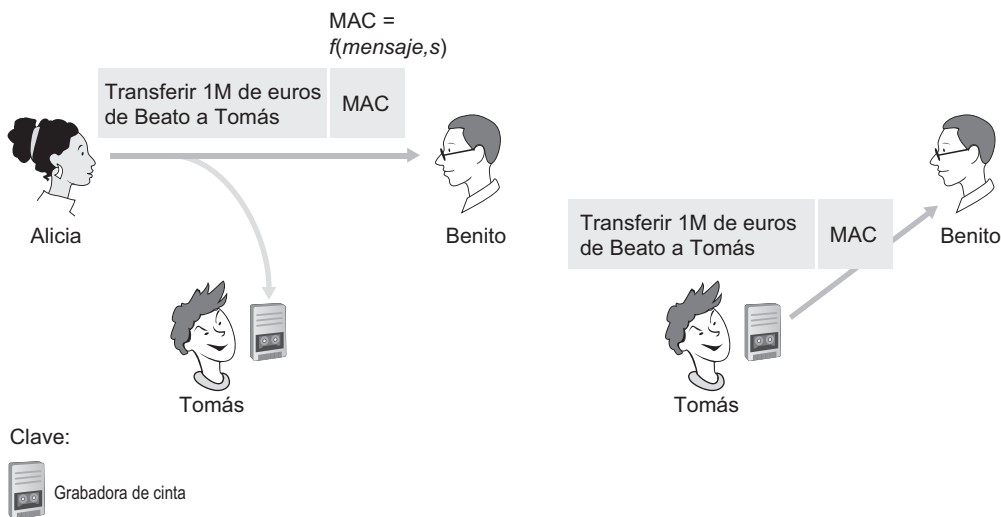 MAC =
f(mensaje,s)
Transferir 1M de euros
de Beato a Tomás
MAC
Alicia
Benito
Tomás
Transferir 1M de euros
de Beato a Tomás
MAC
Benito
Tomás
Clave:
Grabadora de cinta